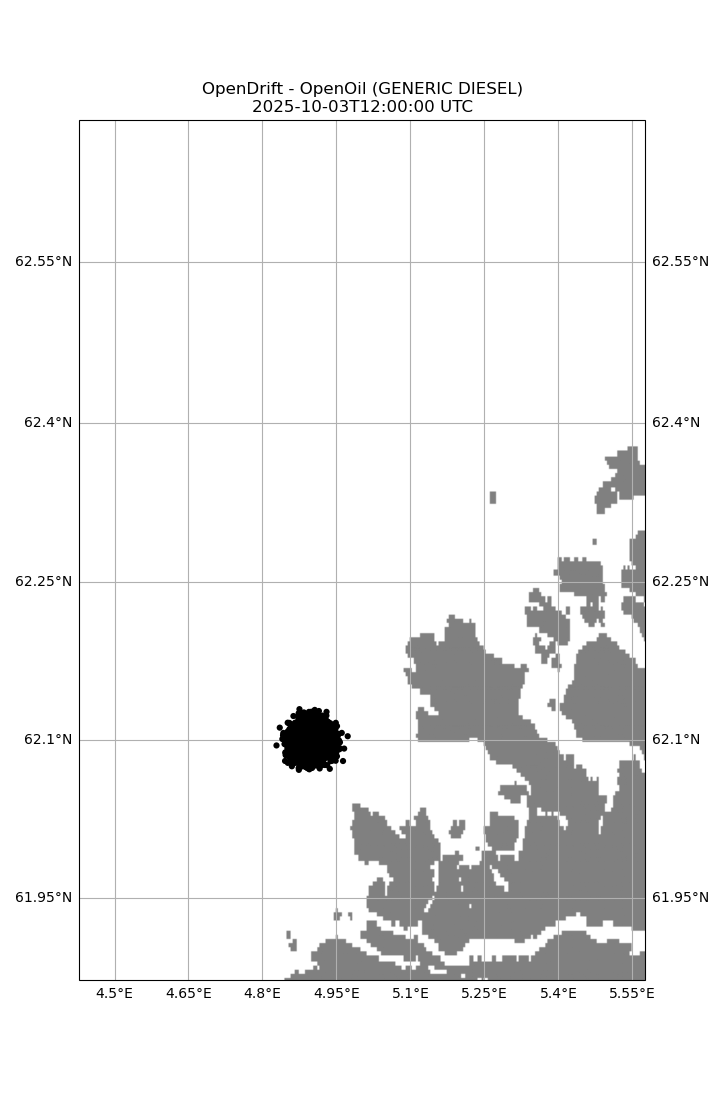 OpenDrift - OpenOil (GENERIC DIESEL)
2025-10-03T12:00:00 UTC
62.55°N 62.55°N
62.4°N 62.4°N
62.25°N 62.25°N
62.1°N 62.1°N
61.95°N 61.95°N
4.5°E 4.65°E 4.8°E 4.95°E 5.1°E 5.25°E 5.4°E 5.55°E